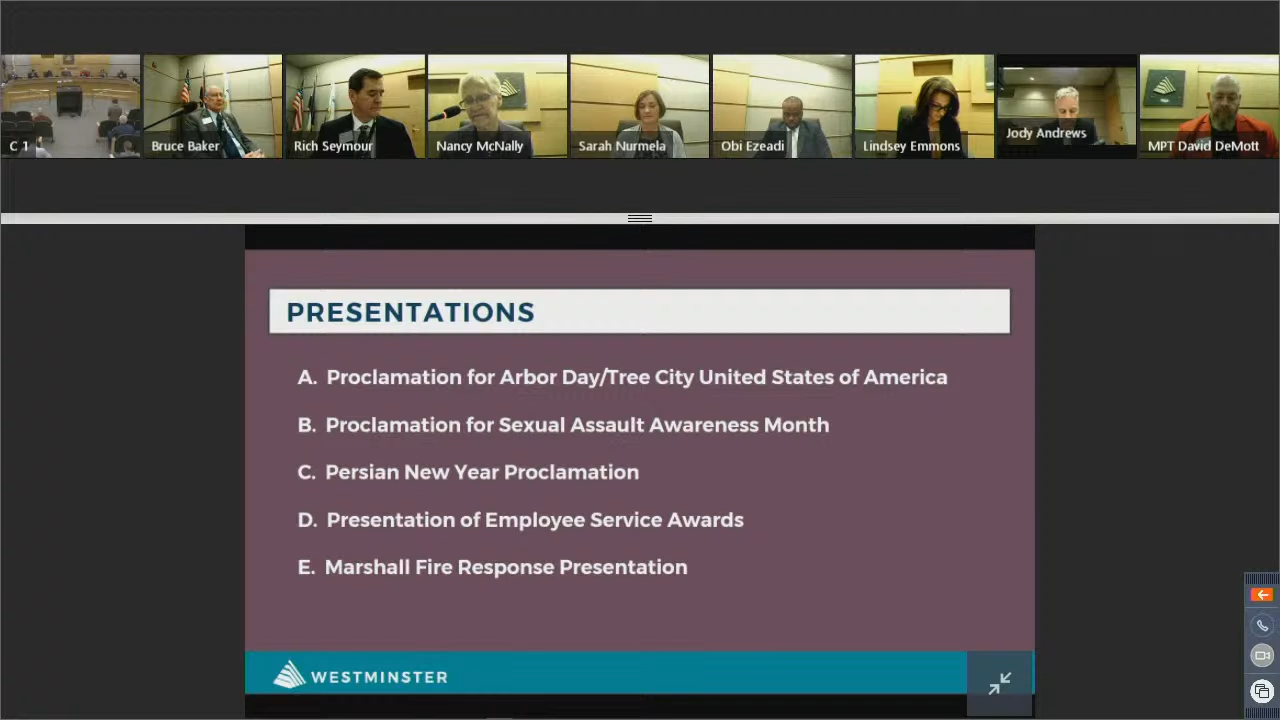 C 1
Bruce Baker
Rich Seymour
Nancy McNally
Sarah Nurmela
Obi Ezeadi
Lindsey Emmons
Jody Andrews
MPT David DeMott
PRESENTATIONS
A. Proclamation for Arbor Day/Tree City United States of America
B. Proclamation for Sexual Assault Awareness Month
C. Persian New Year Proclamation
D. Presentation of Employee Service Awards
E. Marshall Fire Response Presentation
WESTMINSTER